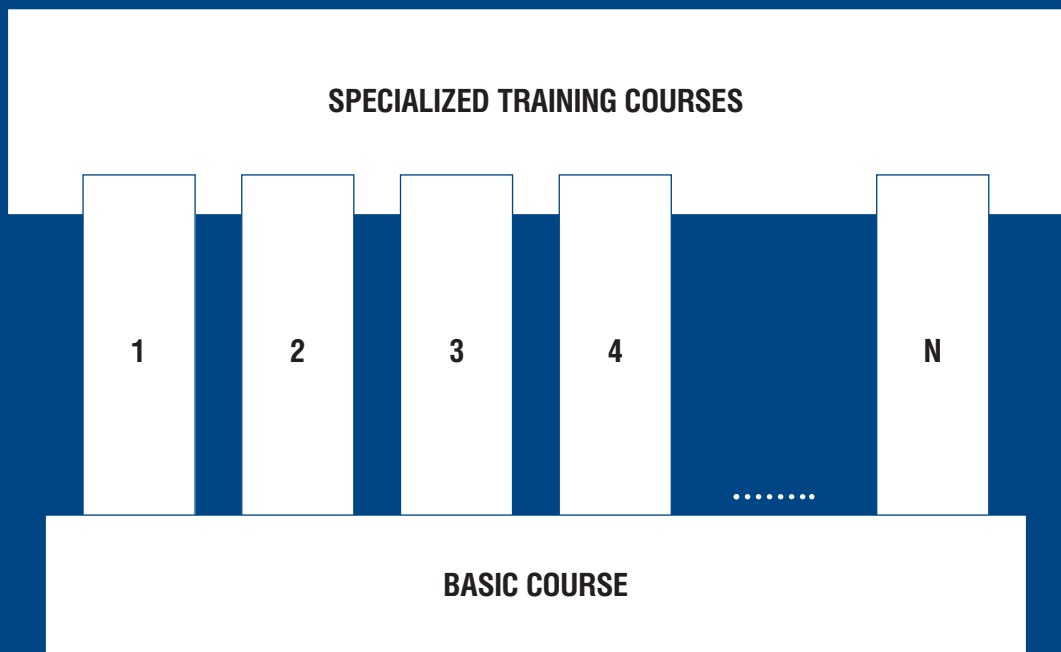 SPECIALIZED TRAINING COURSES
1 2 3 4 ........ N
BASIC COURSE